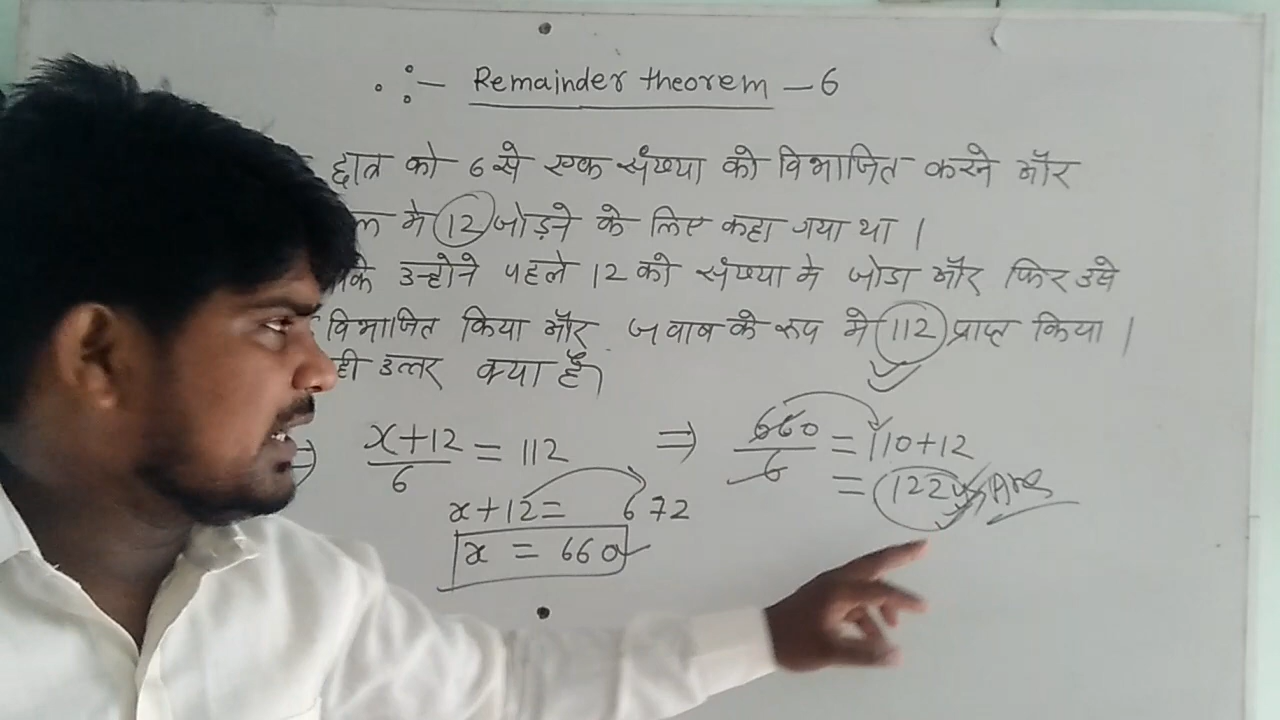 ∴ :- Remainder theorem - 6
छात्र को 6 से एक संख्या को विभाजित करने और
में 12 जोड़ने के लिए कहा गया था ।
उन्होने पहले 12 को संख्या मे जोडा और फिर उसे
विभाजित किया और जवाब के रूप मे 112 प्राप्त किया ।
उत्तर क्या है
x+12/6 = 112 ⇒ 660/6 = 110+12
= 122 Ans
x+12 = 672
x = 660